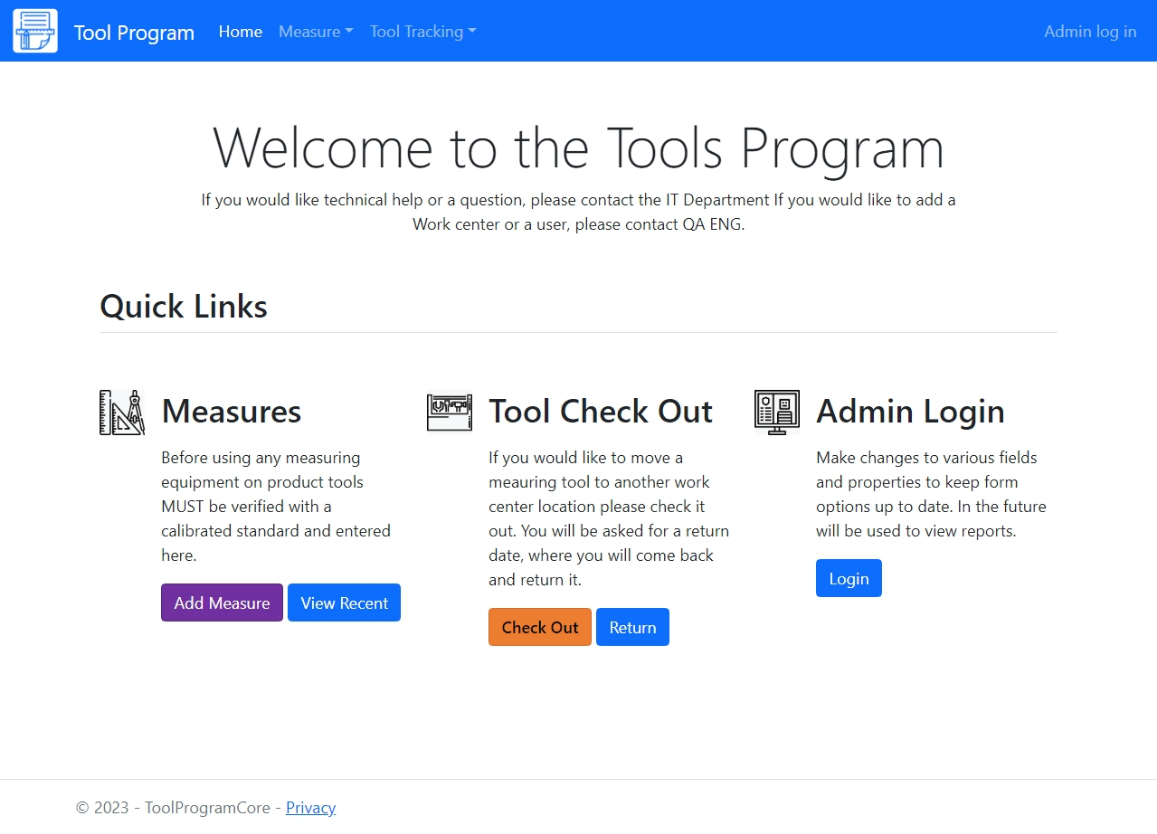 Tool Program Home Measure Tool Tracking Admin log in
Welcome to the Tools Program
If you would like technical help or a question, please contact the IT Department If you would like to add a
Work center or a user, please contact QA ENG.
Quick Links
Measures
Before using any measuring
equipment on product tools
MUST be verified with a
calibrated standard and entered
here.
Add Measure View Recent
Tool Check Out
If you would like to move a
meauring tool to another work
center location please check it
out. You will be asked for a return
date, where you will come back
and return it.
Check Out Return
Admin Login
Make changes to various fields
and properties to keep form
options up to date. In the future
will be used to view reports.
Login
© 2023 - ToolProgramCore - Privacy